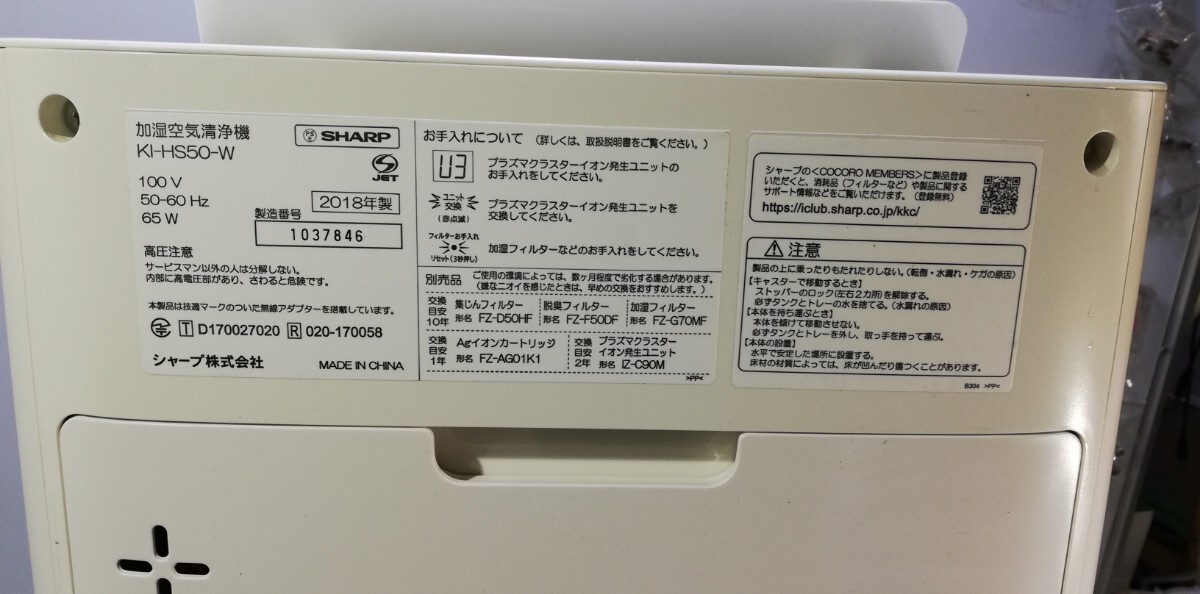 加湿空気清浄機
KI-HS50-W
PS E SHARP
JET
100 V
50-60 Hz
65 W
2018年製
製造番号
1037846
高圧注意
サービスマン以外の人は分解しない。
内部に高電圧部があり、さわると危険です。
本製品は技適マークのついた無線アダプターを搭載しています。
T D170027020 R 020-170058
シャープ株式会社
MADE IN CHINA
お手入れについて (詳しくは、取扱説明書をご覧ください。)
U3
プラズマクラスターイオン発生ユニットの
お手入れをしてください。
ユニット
交換
(赤点滅)
プラズマクラスターイオン発生ユニットを
交換してください。
フィルターお手入れ
リセット(3秒押し)
加湿フィルターなどのお手入れをしてください。
別売品
ご使用の環境によっては、数ヶ月程度で劣化する場合があります。
(嫌なニオイを感じたときは、早めの交換をおすすめします。)
交換
目安
10年
集じんフィルター
形名 FZ-D50HF
脱臭フィルター
形名 FZ-F50DF
加湿フィルター
形名 FZ-G70MF
交換
目安
1年
Agイオンカートリッジ
形名 FZ-AG01K1
交換
目安
2年
プラズマクラスター
イオン発生ユニット
形名 IZ-C90M
>PP<
シャープの<COCORO MEMBERS>に製品登録
いただくと、消耗品(フィルターなど)や製品に関する
サポート情報などをご覧いただけます。(登録無料)
https://iclub.sharp.co.jp/kkc/
注意
製品の上に乗ったりもたれたりしない。(転倒・水漏れ・ケガの原因)
【キャスターで移動するとき】
ストッパーのロック(左右2カ所)を解除する。
必ずタンクとトレーの水を捨てる。(水漏れの原因)
【本体を持ち運ぶとき】
本体を傾けて移動させない。
必ずタンクとトレーを外し、取っ手を持って運ぶ。
【本体の設置】
水平で安定した場所に設置する。
床材の材質によっては、床が凹んだり傷つくことがあります。
B304 >PP<